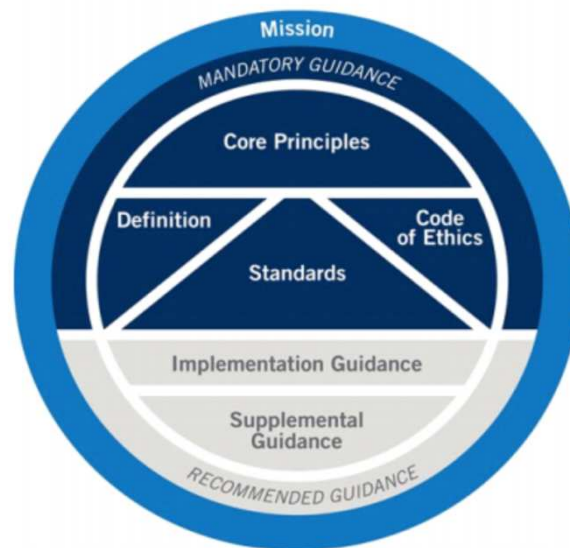 Mission
MANDATORY GUIDANCE
Core Principles
Definition
Code
of Ethics
Standards
Implementation Guidance
Supplemental
Guidance
RECOMMENDED GUIDANCE